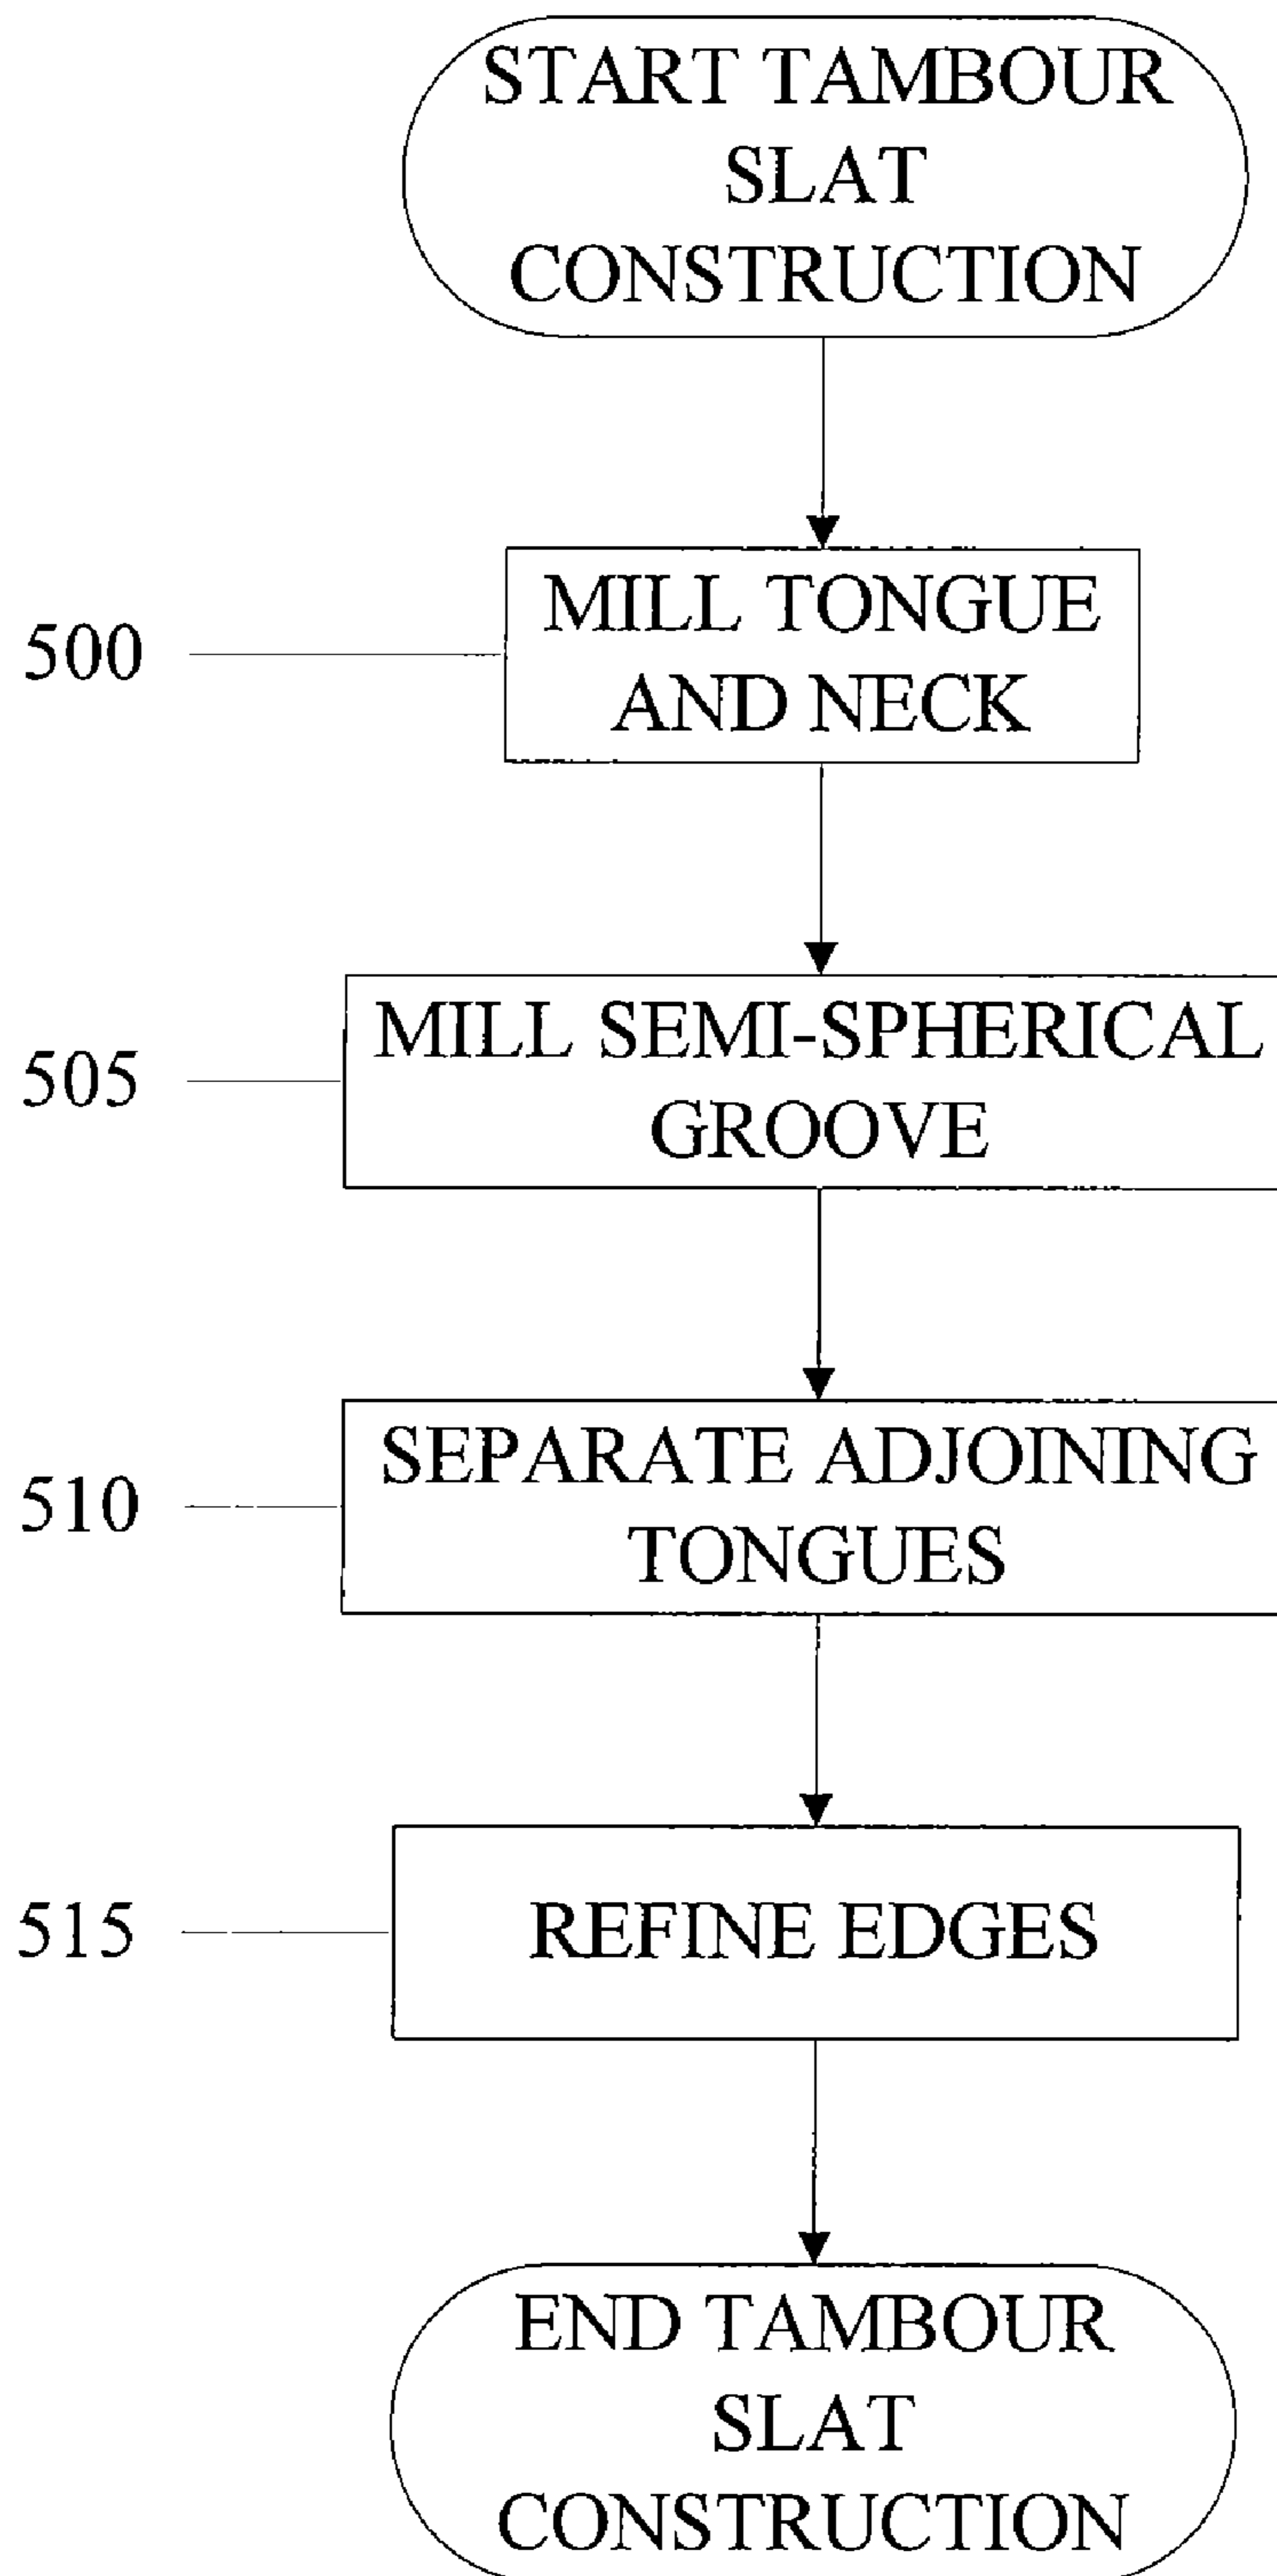 START TAMBOUR
SLAT
CONSTRUCTION
500
MILL TONGUE
AND NECK
505
MILL SEMI-SPHERICAL
GROOVE
510
SEPARATE ADJOINING
TONGUES
515
REFINE EDGES
END TAMBOUR
SLAT
CONSTRUCTION